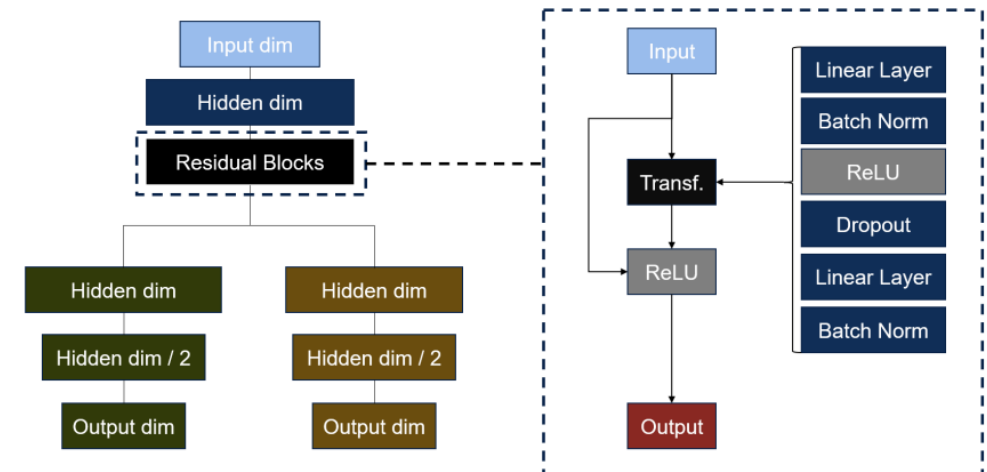 Input dim
Hidden dim
Residual Blocks
Hidden dim
Hidden dim / 2
Output dim
Hidden dim
Hidden dim / 2
Output dim
Input
Transf.
ReLU
Output
Linear Layer
Batch Norm
ReLU
Dropout
Linear Layer
Batch Norm